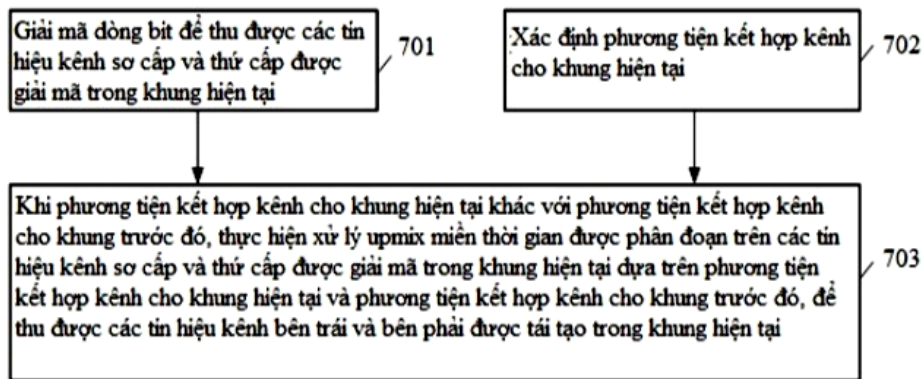 Giải mã dòng bit để thu được các tín
hiệu kênh sơ cấp và thứ cấp được
giải mã trong khung hiện tại
701
Xác định phương tiện kết hợp kênh
cho khung hiện tại
702
Khi phương tiện kết hợp kênh cho khung hiện tại khác với phương tiện kết hợp kênh
cho khung trước đó, thực hiện xử lý upmix miền thời gian được phân đoạn trên các tín
hiệu kênh sơ cấp và thứ cấp được giải mã trong khung hiện tại dựa trên phương tiện
kết hợp kênh cho khung hiện tại và phương tiện kết hợp kênh cho khung trước đó, để
thu được các tín hiệu kênh bên trái và bên phải được tái tạo trong khung hiện tại
703